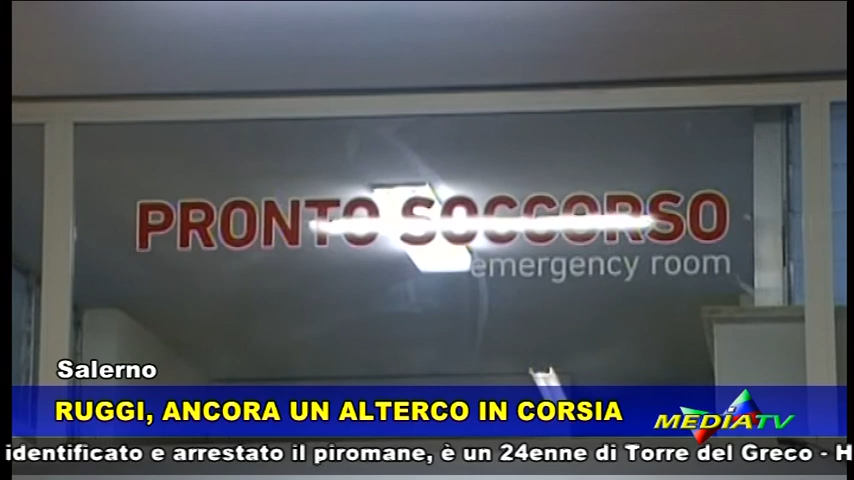 PRONTO SOCCORSO
emergency room
Salerno
RUGGI, ANCORA UN ALTERCO IN CORSIA
MEDIATV
identificato e arrestato il piromane, è un 24enne di Torre del Greco - H